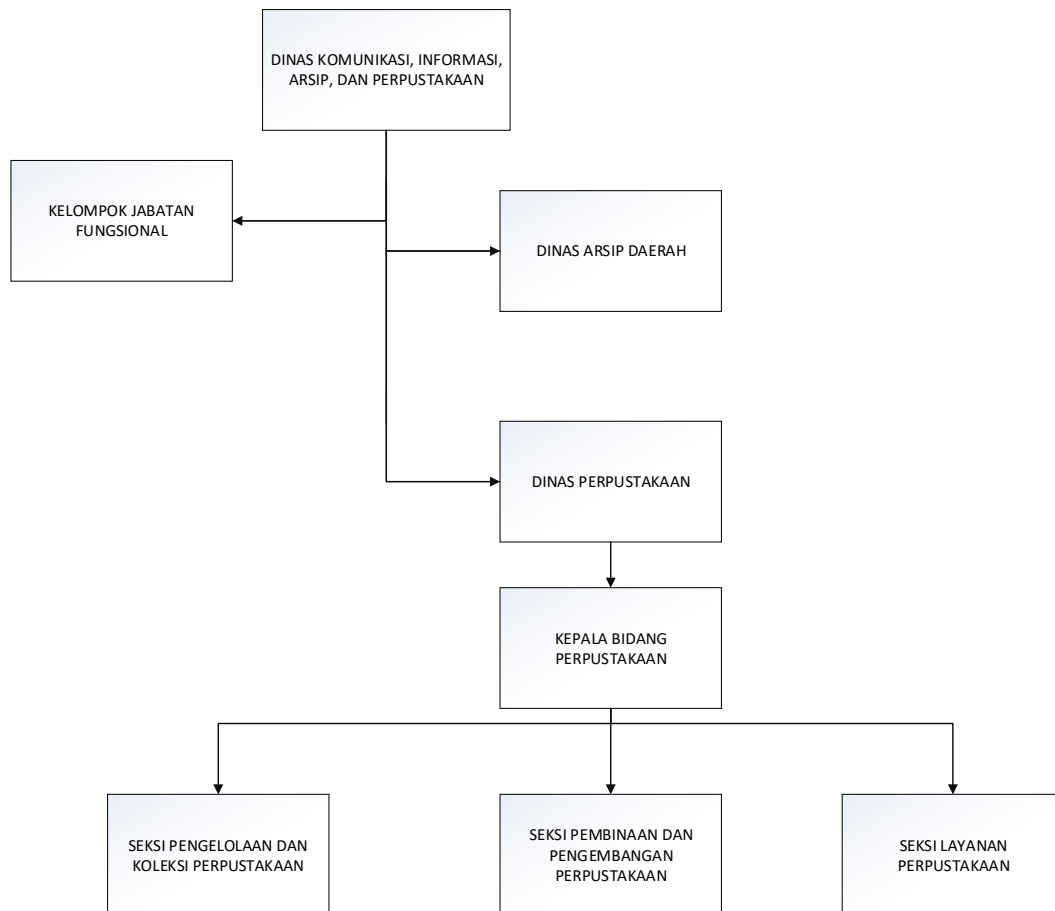 DINAS KOMUNIKASI, INFORMASI,
ARSIP, DAN PERPUSTAKAAN
KELOMPOK JABATAN
FUNGSIONAL
DINAS ARSIP DAERAH
DINAS PERPUSTAKAAN
KEPALA BIDANG
PERPUSTAKAAN
SEKSI PENGELOLAAN DAN
KOLEKSI PERPUSTAKAAN
SEKSI PEMBINAAN DAN
PENGEMBANGAN
PERPUSTAKAAN
SEKSI LAYANAN
PERPUSTAKAAN